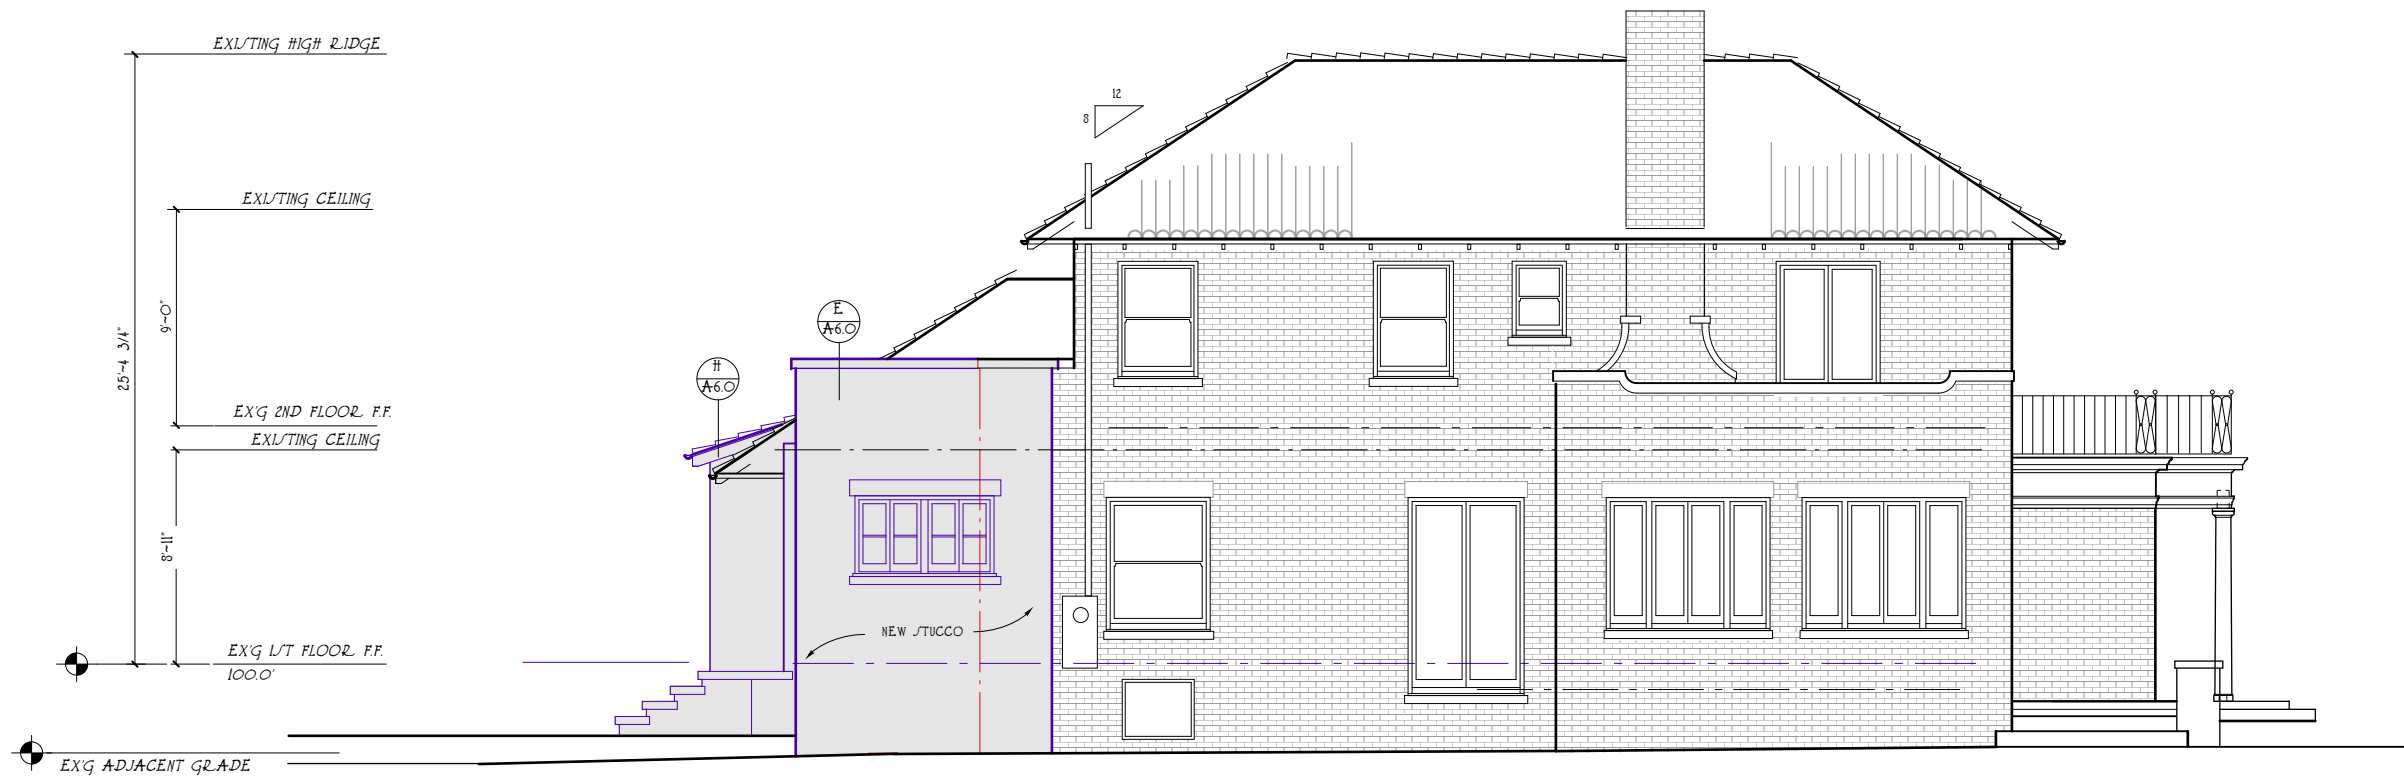 EXISTING HIGH RIDGE
12
8
EXISTING CEILING
9'~0"
25'~4 3/4"
E
A6.0
H
A6.0
EX'G 2ND FLOOR F.F.
EXISTING CEILING
8'~11"
NEW STUCCO
EX'G 1ST FLOOR F.F.
100.0'
EX'G ADJACENT GRADE